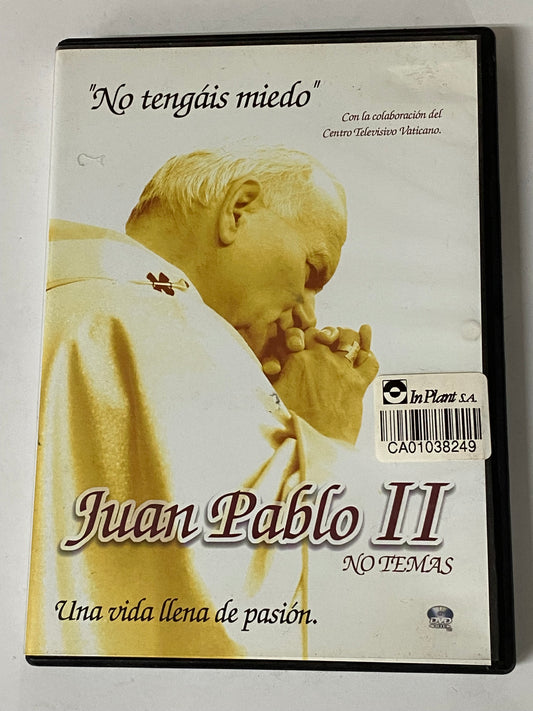 "No tengáis miedo"
Con la colaboración del
Centro Televisivo Vaticano.
InPlant S.A.
CA01038249
Juan Pablo II
NO TEMAS
Una vida llena de pasión.
DVD